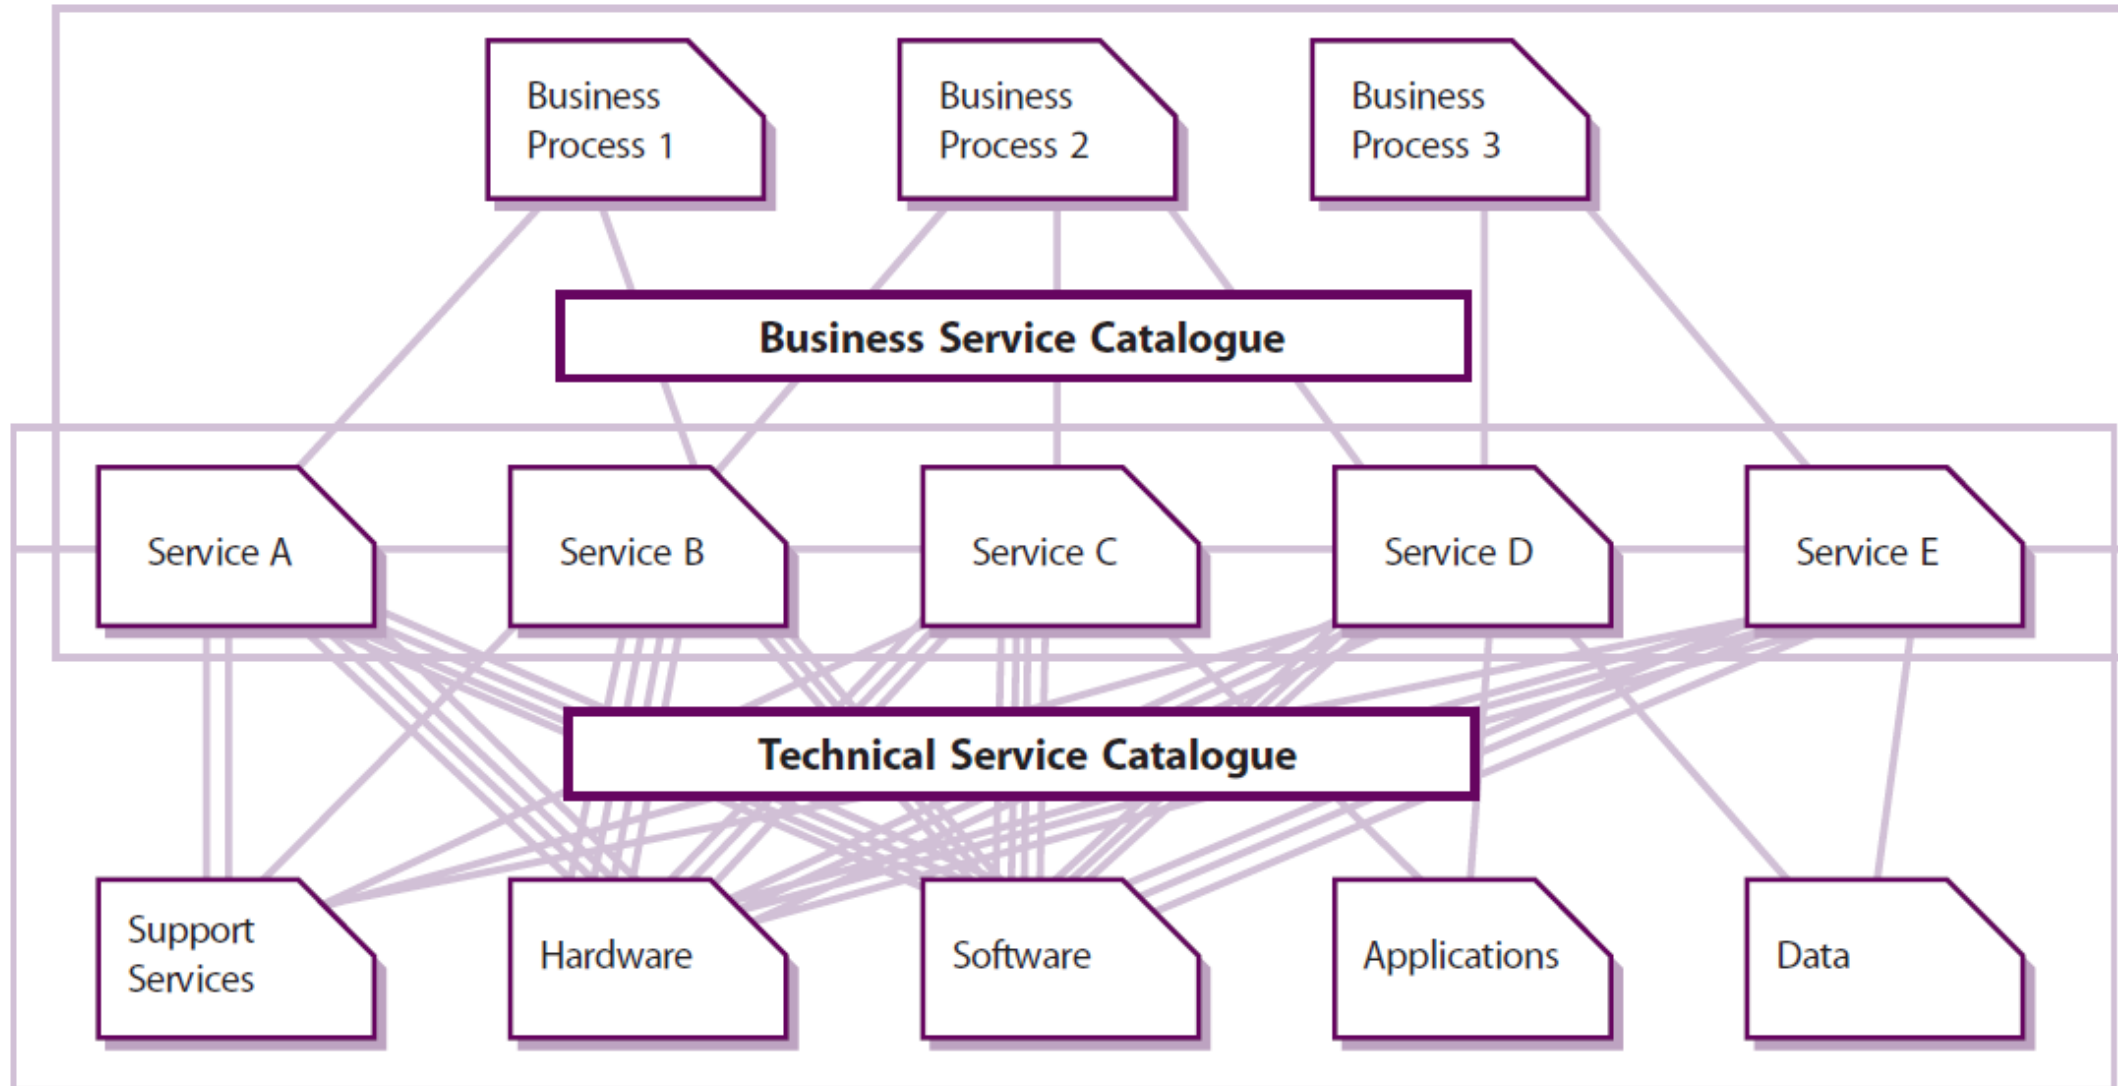 Business
Process 1
Business
Process 2
Business
Process 3
Business Service Catalogue
Service A
Service B
Service C
Service D
Service E
Technical Service Catalogue
Support
Services
Hardware
Software
Applications
Data